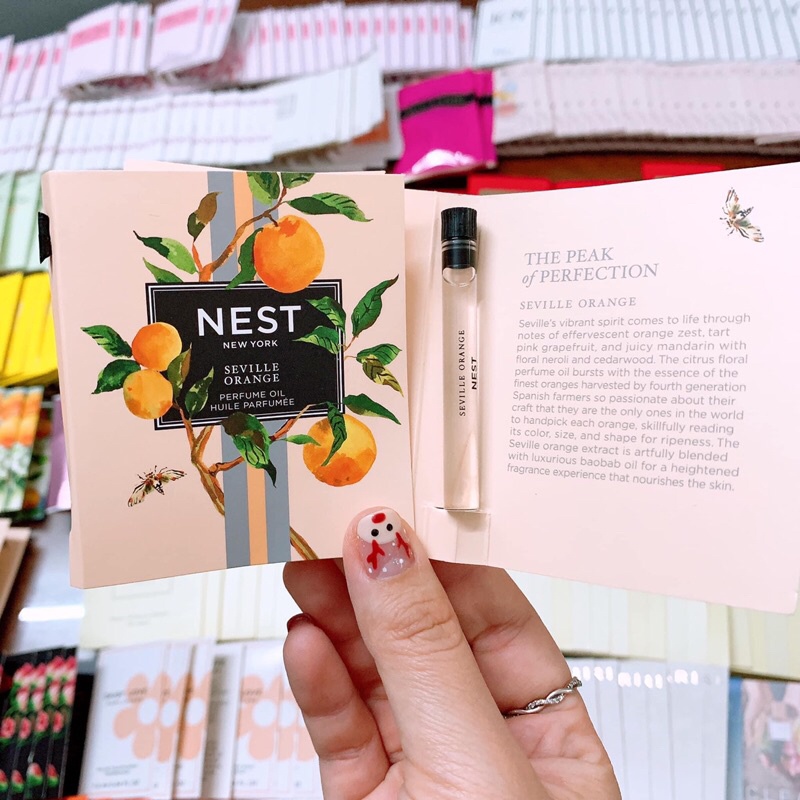 NEST
NEW YORK
SEVILLE
ORANGE
PERFUME OIL
HUILE PARFUMÉE
SEVILLE ORANGE
NEST
THE PEAK
of PERFECTION
SEVILLE ORANGE
Seville's vibrant spirit comes to life through
notes of effervescent orange zest, tart
pink grapefruit, and juicy mandarin with
floral neroli and cedarwood. The citrus floral
perfume oil bursts with the essence of the
finest oranges harvested by fourth generation
Spanish farmers so passionate about their
craft that they are the only ones in the world
to handpick each orange, skillfully reading
its color, size, and shape for ripeness. The
Seville orange extract is artfully blended
with luxurious baobab oil for a heightened
fragrance experience that nourishes the skin.